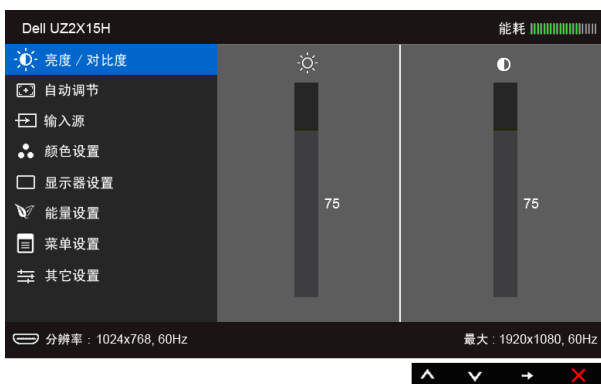 Dell UZ2X15H
能耗
亮度 / 对比度
自动调节
输入源
颜色设置
显示器设置
能量设置
菜单设置
其它设置
75
75
分辨率 : 1024x768, 60Hz
最大 : 1920x1080, 60Hz